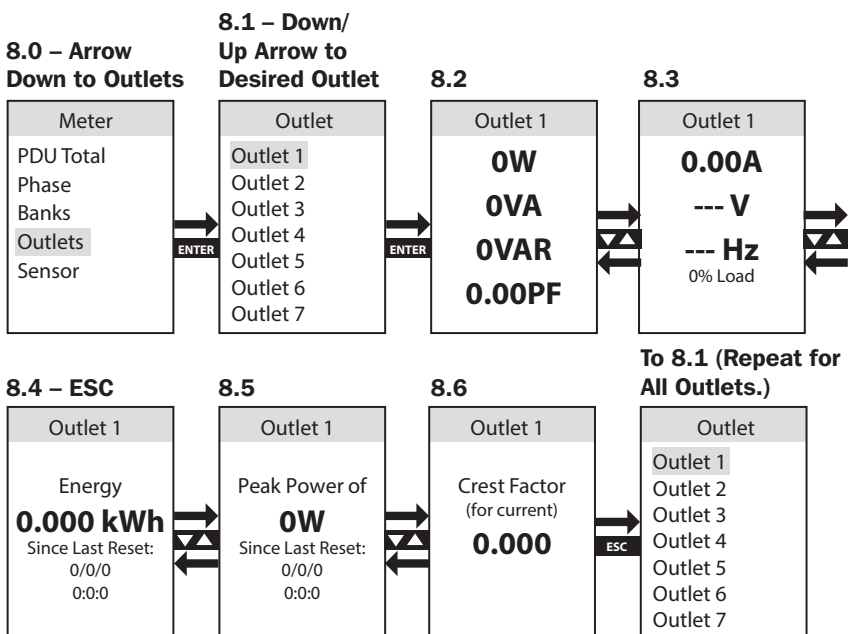 8.0 – Arrow
Down to Outlets
Meter
PDU Total
Phase
Banks
Outlets
Sensor
ENTER
8.1 – Down/
Up Arrow to
Desired Outlet
Outlet
Outlet 1
Outlet 2
Outlet 3
Outlet 4
Outlet 5
Outlet 6
Outlet 7
ENTER
8.2
Outlet 1
0W
0VA
0VAR
0.00PF
8.3
Outlet 1
0.00A
--- V
--- Hz
0% Load
8.4 – ESC
Outlet 1
Energy
0.000 kWh
Since Last Reset:
0/0/0
0:0:0
8.5
Outlet 1
Peak Power of
0W
Since Last Reset:
0/0/0
0:0:0
8.6
Outlet 1
Crest Factor
(for current)
0.000
ESC
To 8.1 (Repeat for
All Outlets.)
Outlet
Outlet 1
Outlet 2
Outlet 3
Outlet 4
Outlet 5
Outlet 6
Outlet 7